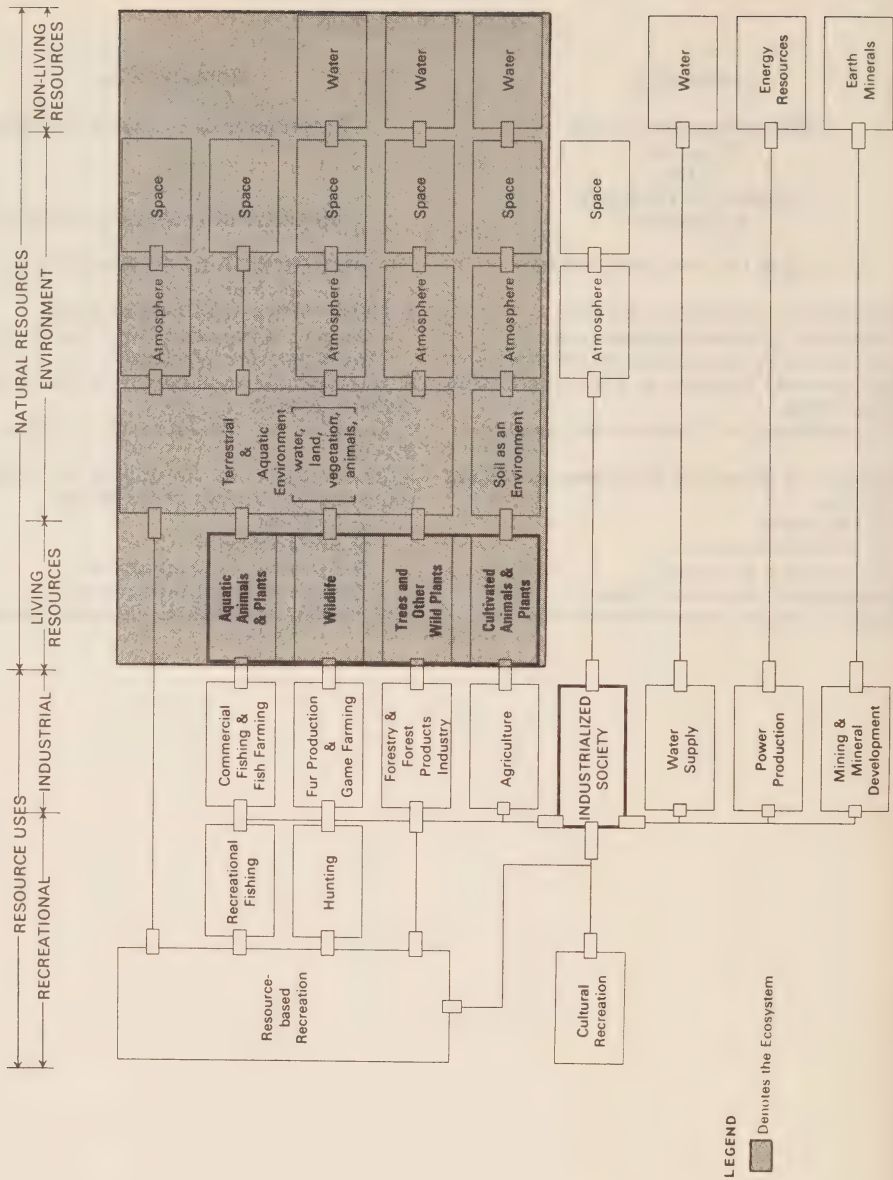 RESOURCE USES
NATURAL RESOURCES
RECREATIONAL
INDUSTRIAL
LIVING
RESOURCES
ENVIRONMENT
NON-LIVING
RESOURCES
Resource-
based
Recreation
Recreational
Fishing
Hunting
Commercial
Fishing &
Fish Farming
Fur Production
&
Game Farming
Forestry &
Forest
Products
Industry
Agriculture
Aquatic
Animals
& Plants
Wildlife
Trees and
Other
Wild Plants
Cultivated
Animals &
Plants
Terrestrial
&
Aquatic
Environment
water,
land,
vegetation,
animals,
Soil as an
Environment
Atmosphere
Space
Space
Atmosphere
Space
Water
Atmosphere
Space
Water
Atmosphere
Space
Water
Cultural
Recreation
INDUSTRIALIZED
SOCIETY
Atmosphere
Space
Water
Supply
Water
Power
Production
Energy
Resources
Mining &
Mineral
Development
Earth
Minerals
LEGEND
Denotes the Ecosystem